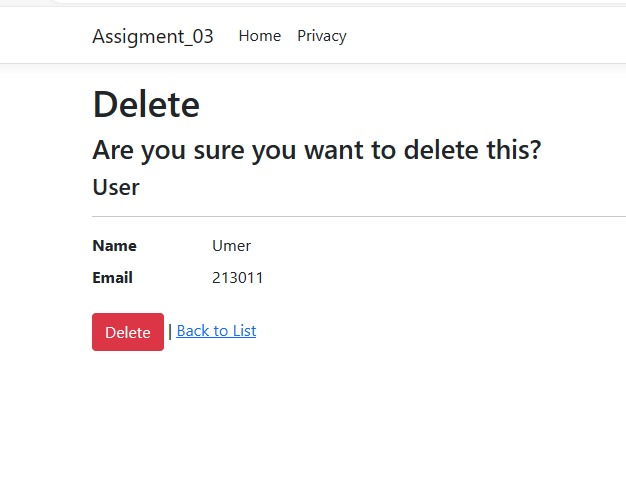 Assigment_03 Home Privacy
Delete
Are you sure you want to delete this?
User
Name Umer
Email 213011
Delete | Back to List